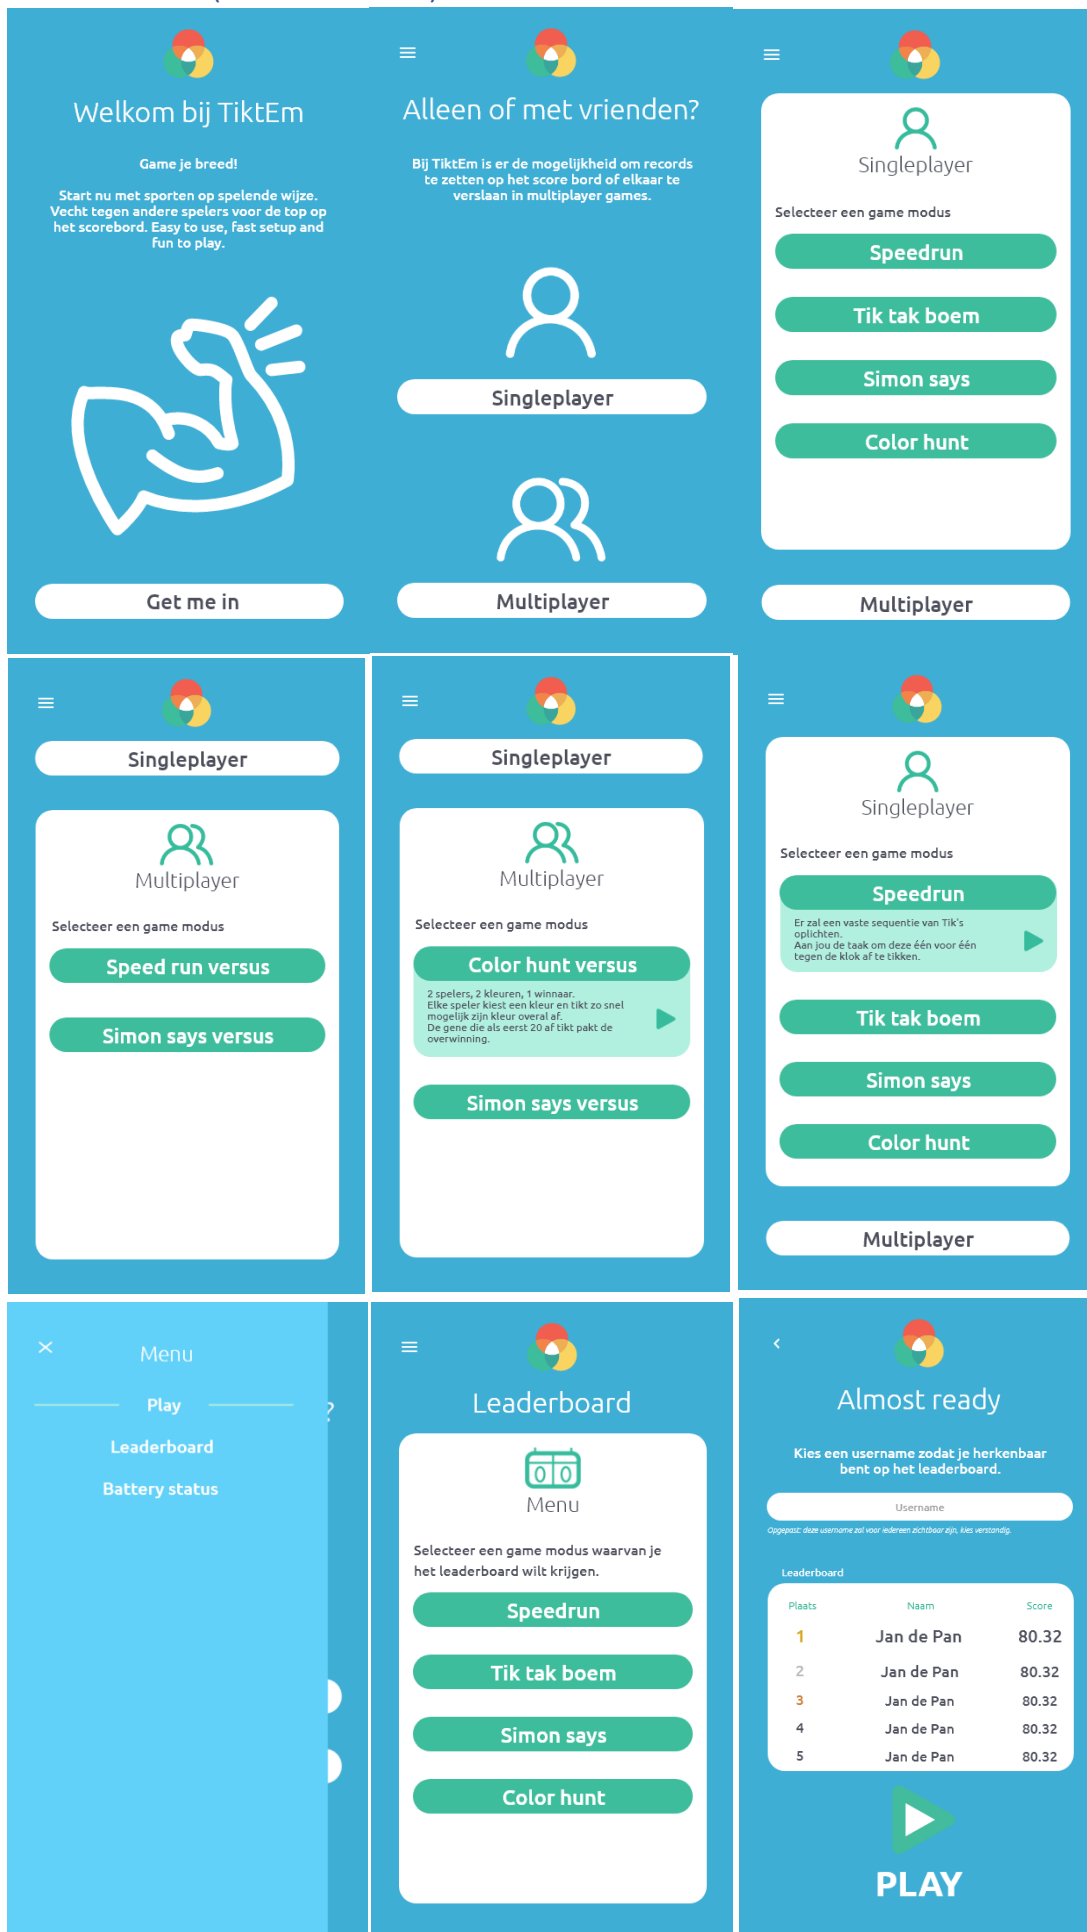 Welkom bij TiktEm
Game je breed!
Start nu met sporten op spelende wijze.
Vecht tegen andere spelers voor de top op
het scorebord. Easy to use, fast setup and
fun to play.
Get me in
Alleen of met vrienden?
Bij TiktEm is er de mogelijkheid om records
te zetten op het score bord of elkaar te
verslaan in multiplayer games.
Singleplayer
Multiplayer
Singleplayer
Selecteer een game modus
Speedrun
Tik tak boem
Simon says
Color hunt
Multiplayer
Singleplayer
Multiplayer
Selecteer een game modus
Speed run versus
Simon says versus
Singleplayer
Multiplayer
Selecteer een game modus
Color hunt versus
2 spelers, 2 kleuren, 1 winnaar.
Elke speler kiest een kleur en tikt zo snel
mogelijk zijn kleur overal af.
De gene die als eerst 20 af tikt pakt de
overwinning.
Simon says versus
Singleplayer
Selecteer een game modus
Speedrun
Er zal een vaste sequentie van Tik's
oplichten.
Aan jou de taak om deze één voor één
tegen de klok af te tikken.
Tik tak boem
Simon says
Color hunt
Multiplayer
Menu
Play
Leaderboard
Battery status
?
Leaderboard
0 0
Menu
Selecteer een game modus waarvan je
het leaderboard wilt krijgen.
Speedrun
Tik tak boem
Simon says
Color hunt
Almost ready
Kies een username zodat je herkenbaar
bent op het leaderboard.
Username
Opgepast: deze username zal voor iedereen zichtbaar zijn, kies verstandig.
Leaderboard
Plaats Naam Score
1 Jan de Pan 80.32
2 Jan de Pan 80.32
3 Jan de Pan 80.32
4 Jan de Pan 80.32
5 Jan de Pan 80.32
PLAY